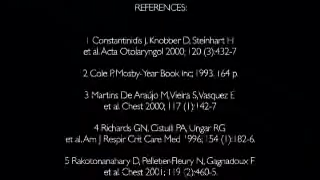 REFERENCES:
1 Constantinidis J, Knobber D, Steinhart H
et al. Acta Otolaryngol 2000; 120 (3):432-7
2 Cole P, Mosby-Year Book Inc; 1993. 164 p.
3 Martins De Araújo M, Vieira S, Vasquez E
et al. Chest 2000; 117 (1):142-7
4 Richards GN, Cistulli PA, Ungar RG
et al. Am J Respir Crit Care Med 1996; 154 (1):182-6.
5 Rakotonanahary D, Pelletier-Fleury N, Gagnadoux F
et al. Chest 2001; 119 (2):460-5.